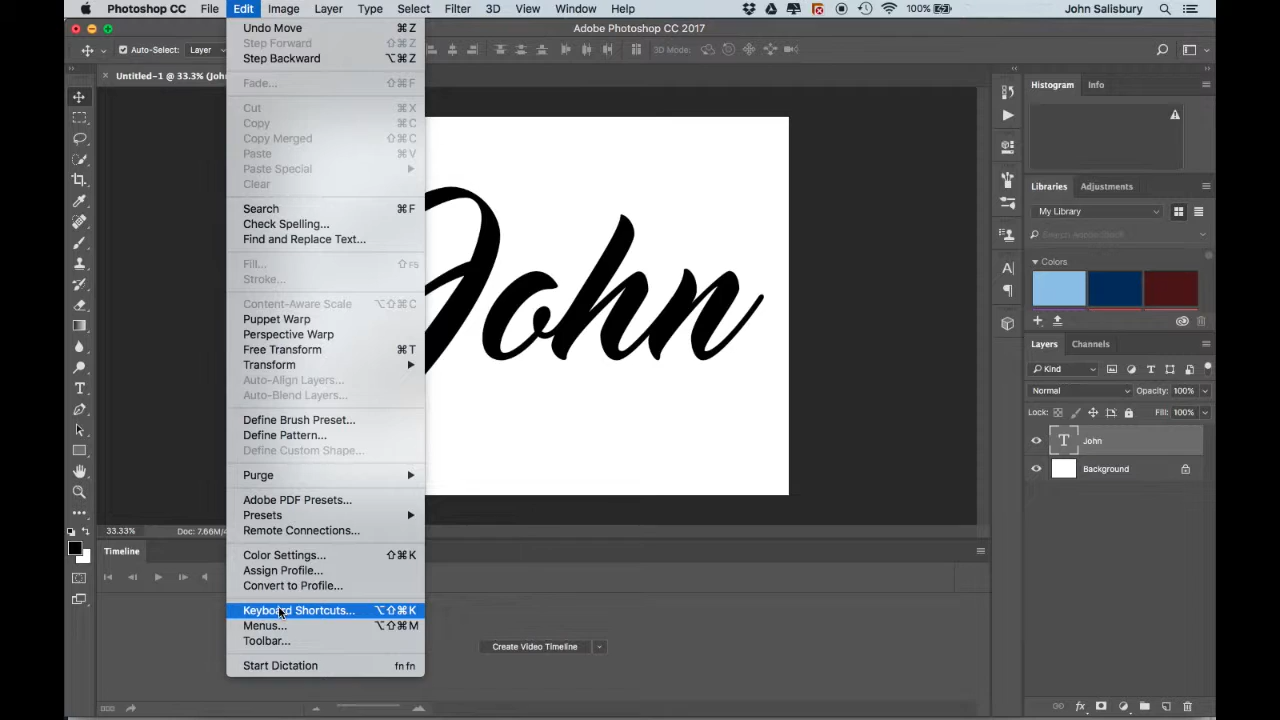 Photoshop CC File Edit Image Layer Type Select Filter 3D View Window Help 100% John Salisbury
Adobe Photoshop CC 2017
Auto-Select: Layer 3D Mode:
Untitled-1 @ 33.3% (Joh
Undo Move ⌘Z
Step Forward ⇧⌘Z
Step Backward ⌥⌘Z
Fade... ⇧⌘F
Cut ⌘X
Copy ⌘C
Copy Merged ⇧⌘C
Paste ⌘V
Paste Special
Clear
Search ⌘F
Check Spelling...
Find and Replace Text...
Fill... ⇧F5
Stroke...
Content-Aware Scale ⌥⇧⌘C
Puppet Warp
Perspective Warp
Free Transform ⌘T
Transform
Auto-Align Layers...
Auto-Blend Layers...
Define Brush Preset...
Define Pattern...
Define Custom Shape...
Purge
Adobe PDF Presets...
Presets
Remote Connections...
Color Settings... ⇧⌘K
Assign Profile...
Convert to Profile...
Keyboard Shortcuts... ⌥⇧⌘K
Menus... ⌥⇧⌘M
Toolbar...
Start Dictation fn fn
John
Histogram Info
Libraries Adjustments
My Library
Search Adobe Stock
Colors
Layers Channels
Kind
Normal Opacity: 100%
Lock: Fill: 100%
T John
Background
33.33% Doc: 7.66M/
Timeline
Create Video Timeline